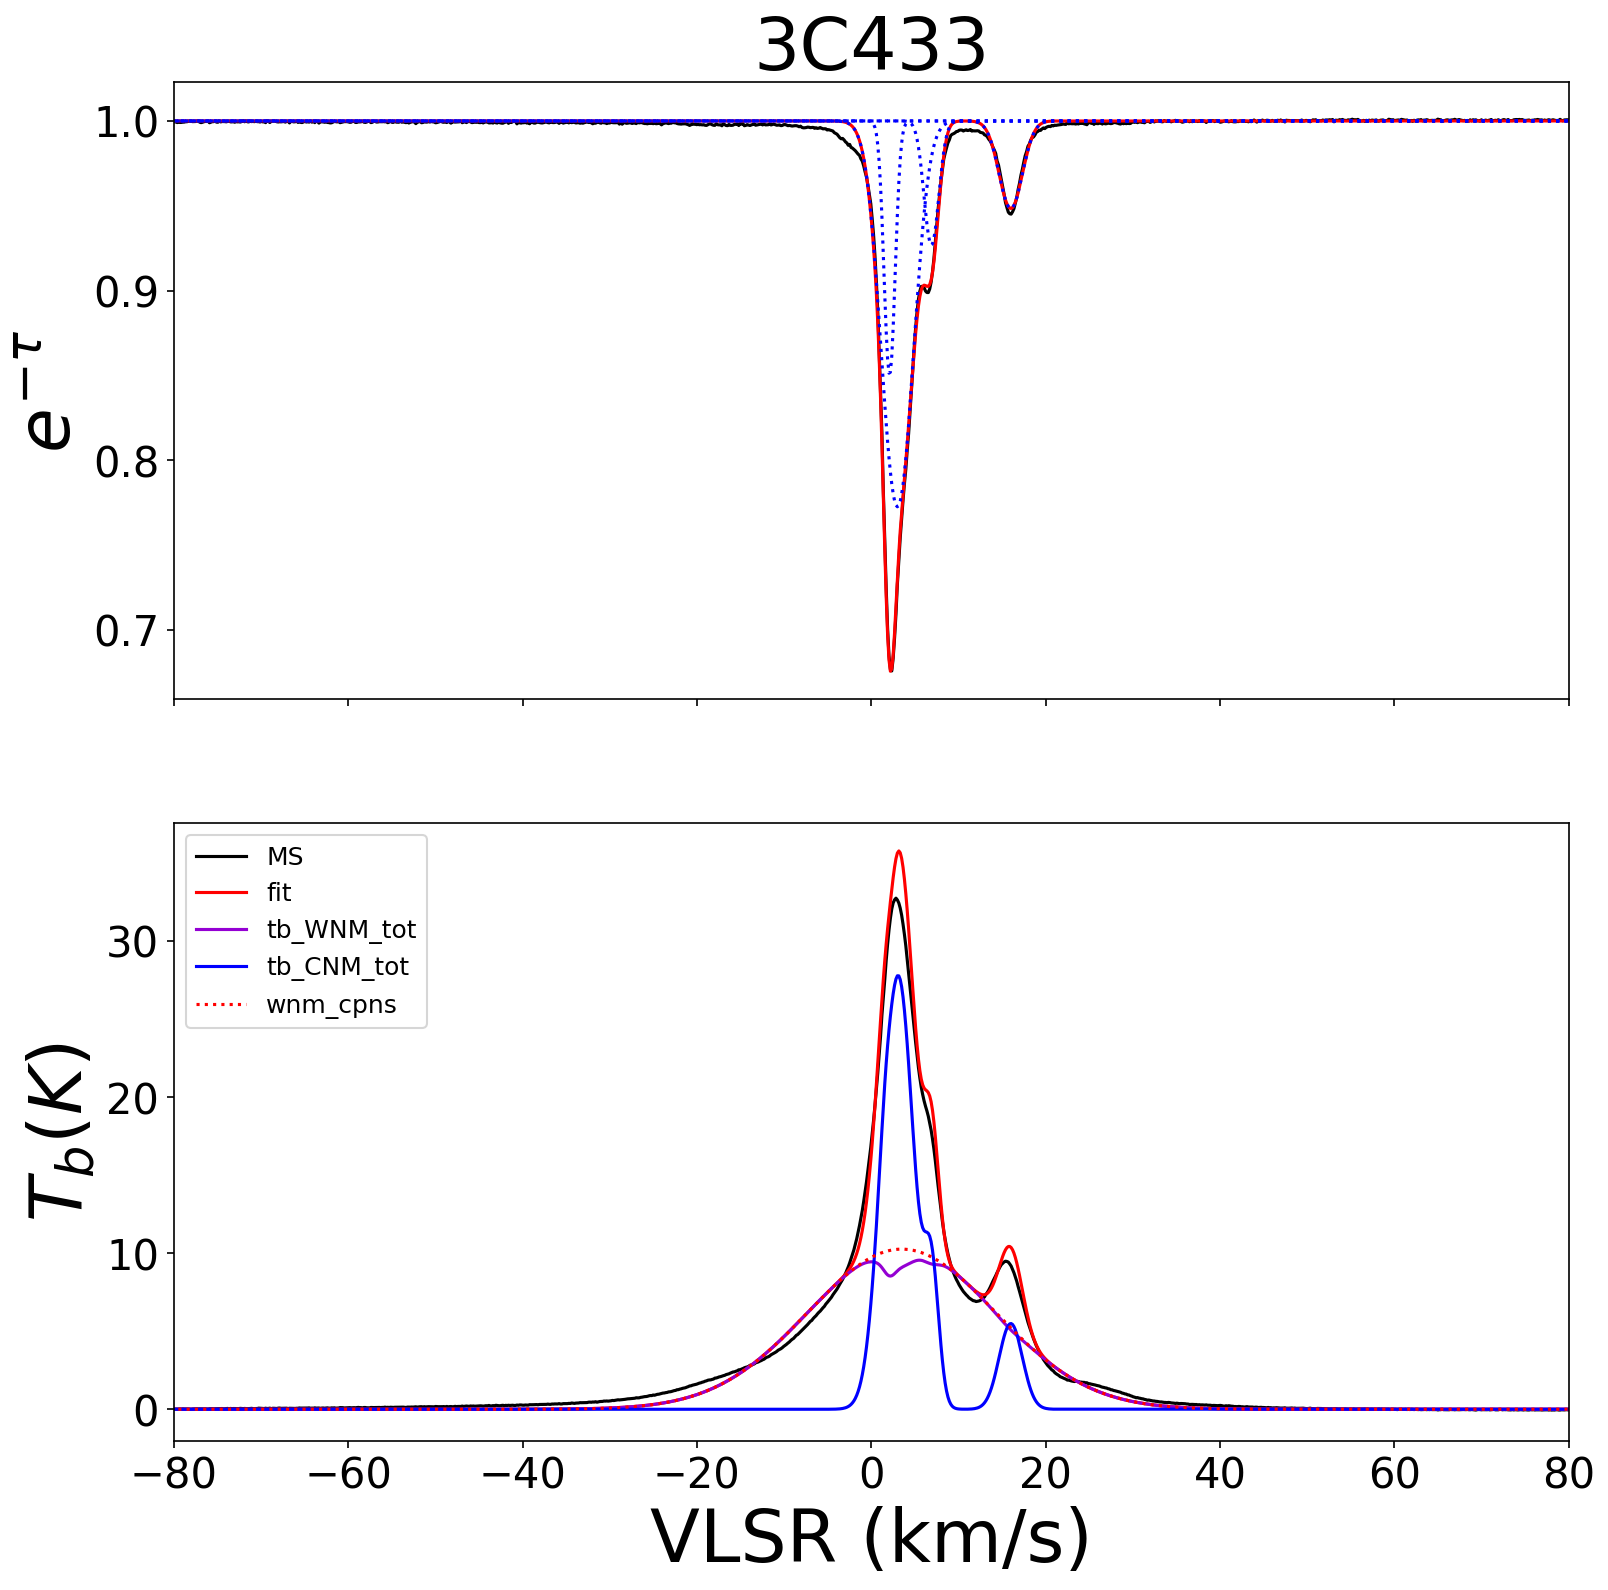 3C433
1.0
0.9
0.8
0.7
e^{−τ}
MS
fit
tb_WNM_tot
tb_CNM_tot
wnm_cpns
30
20
10
0
T_b(K)
−80 −60 −40 −20 0 20 40 60 80
VLSR (km/s)